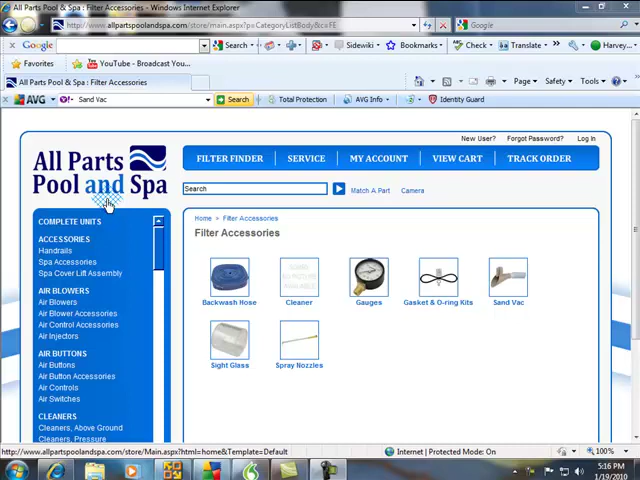 All Parts Pool & Spa : Filter Accessories - Windows Internet Explorer
http://www.allpartspoolandspa.com/store/main.aspx?p=CategoryListBody&c=FE
Google
Google
Search
Sidewiki
Bookmarks
Check
Translate
Harvey...
Favorites
YouTube - Broadcast You...
All Parts Pool & Spa : Filter Accessories
Page
Safety
Tools
AVG
Y!
Sand Vac
Search
Total Protection
AVG Info
Identity Guard
New User?
Forgot Password?
Log In
All Parts
Pool and Spa
FILTER FINDER
SERVICE
MY ACCOUNT
VIEW CART
TRACK ORDER
Search
Match A Part
Camera
COMPLETE UNITS
ACCESSORIES
Handrails
Spa Accessories
Spa Cover Lift Assembly
AIR BLOWERS
Air Blowers
Air Blower Accessories
Air Control Accessories
Air Injectors
AIR BUTTONS
Air Buttons
Air Button Accessories
Air Controls
Air Switches
CLEANERS
Cleaners, Above Ground
Cleaners, Pressure
Home > Filter Accessories
Filter Accessories
Backwash Hose
Cleaner
Gauges
Gasket & O-ring Kits
Sand Vac
Sight Glass
Spray Nozzles
http://www.allpartspoolandspa.com/store/Main.aspx?html=home&Template=Default
Internet | Protected Mode: On
100%
5:16 PM
1/19/2010